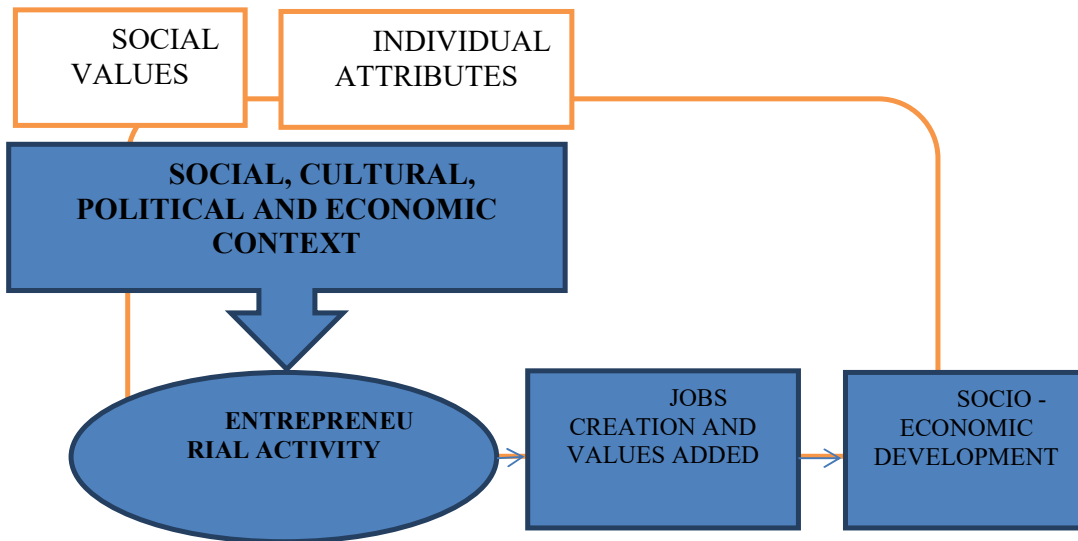 SOCIAL
VALUES
INDIVIDUAL
ATTRIBUTES
SOCIAL, CULTURAL,
POLITICAL AND ECONOMIC
CONTEXT
ENTREPRENEU
RIAL ACTIVITY
JOBS
CREATION AND
VALUES ADDED
SOCIO -
ECONOMIC
DEVELOPMENT